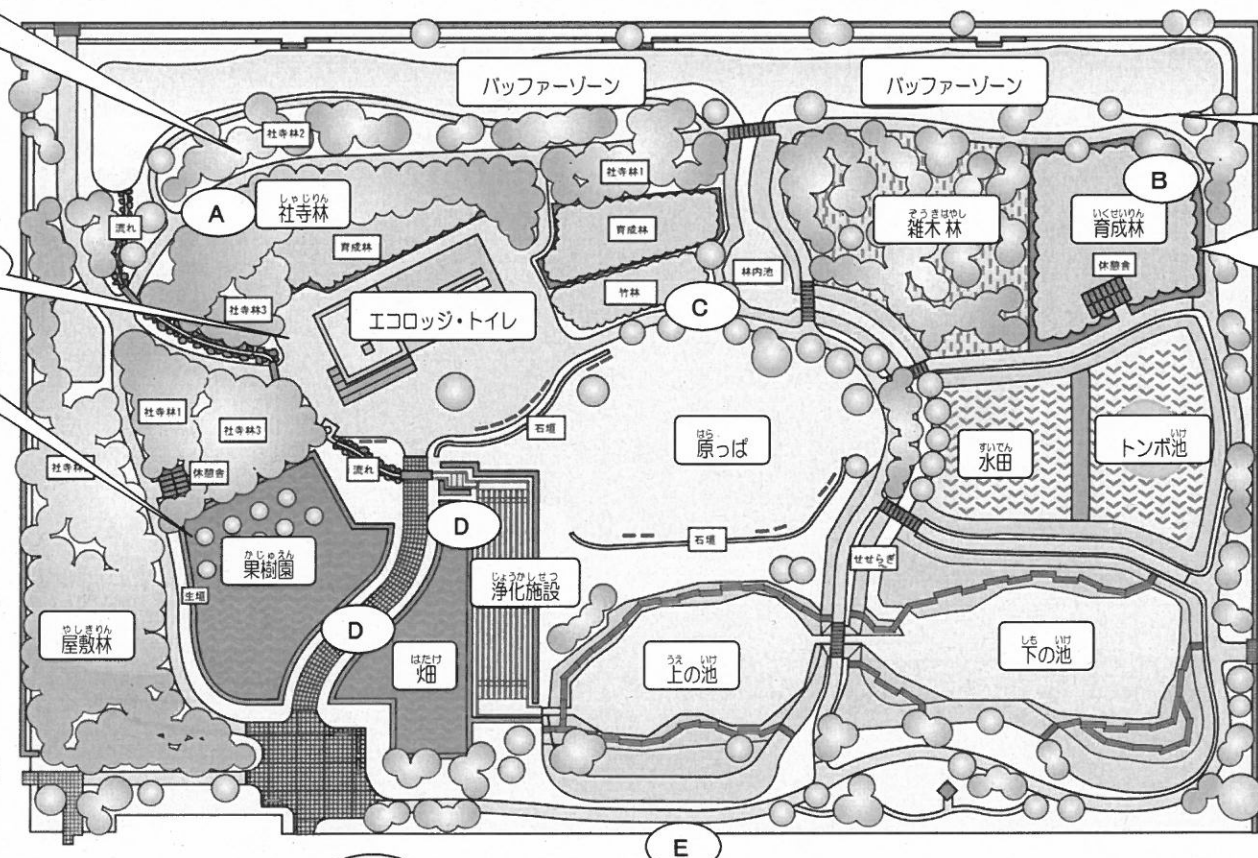 バッファーゾーン
バッファーゾーン
社寺林2
A
しゃじりん
社寺林
社寺林1
B
ぞうきはやし
雑木林
いくせいりん
育成林
流れ
育成林
育成林
休憩舎
林内池
竹林
C
社寺林3
エコロッジ・トイレ
社寺林1
社寺林3
石垣
はら
原っぱ
すいでん
水田
いけ
トンボ池
社寺林
休憩舎
流れ
D
石垣
せせらぎ
かじゅえん
果樹園
じょうかしせつ
浄化施設
生垣
D
やしきりん
屋敷林
はたけ
畑
うえ いけ
上の池
しち いけ
下の池
E